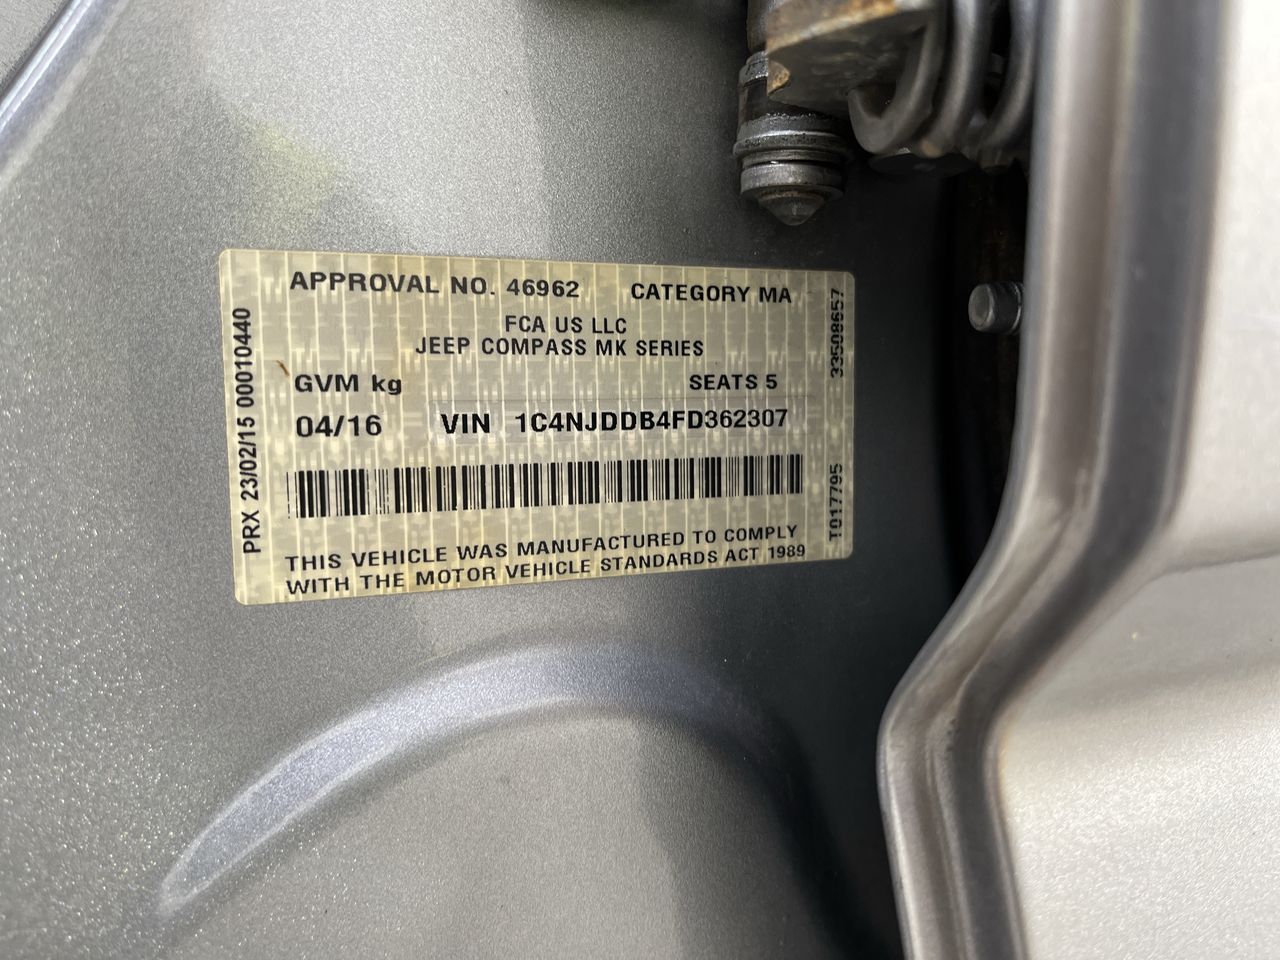 APPROVAL NO. 46962 CATEGORY MA
FCA US LLC
JEEP COMPASS MK SERIES
GVM kg SEATS 5
04/16 VIN 1C4NJDDB4FD362307
THIS VEHICLE WAS MANUFACTURED TO COMPLY
WITH THE MOTOR VEHICLE STANDARDS ACT 1989
PRX 23/02/15 00010440
T017795 33508657